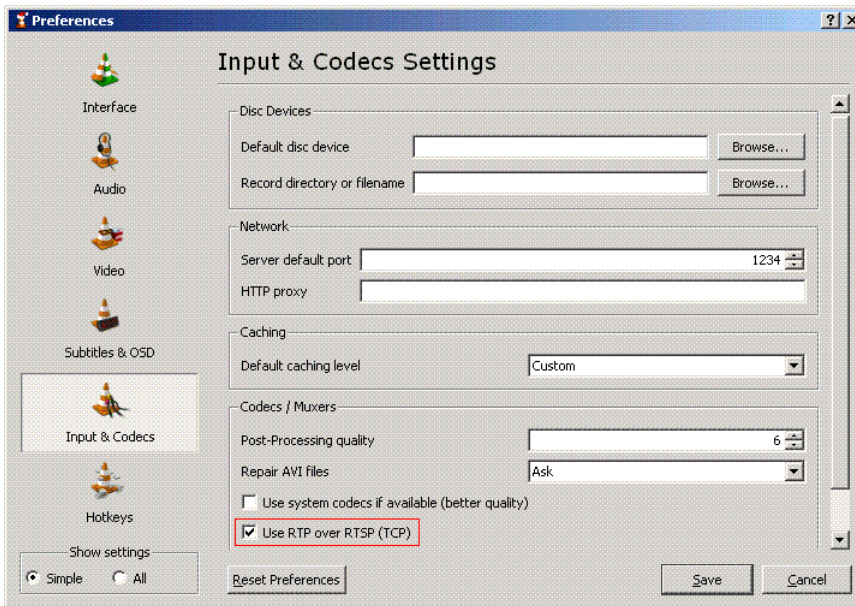 Preferences
Interface
Audio
Video
Subtitles & OSD
Input & Codecs
Hotkeys
Show settings
Simple All
Input & Codecs Settings
Disc Devices
Default disc device Browse...
Record directory or filename Browse...
Network
Server default port 1234
HTTP proxy
Caching
Default caching level Custom
Codecs / Muxers
Post-Processing quality 6
Repair AVI files Ask
Use system codecs if available (better quality)
Use RTP over RTSP (TCP)
Reset Preferences Save Cancel